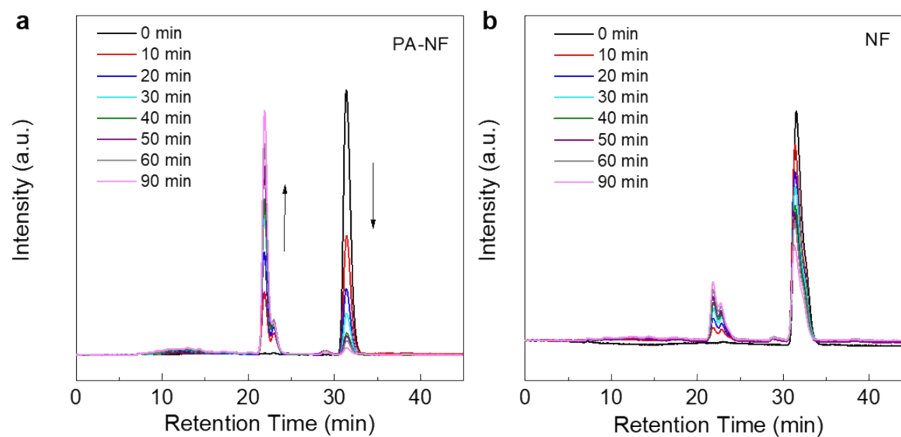 a
0 min
10 min
20 min
30 min
40 min
50 min
60 min
90 min
PA-NF
Intensity (a.u.)
0
10
20
30
40
Retention Time (min)
b
0 min
10 min
20 min
30 min
40 min
50 min
60 min
90 min
NF
Intensity (a.u.)
0
10
20
30
40
Retention Time (min)